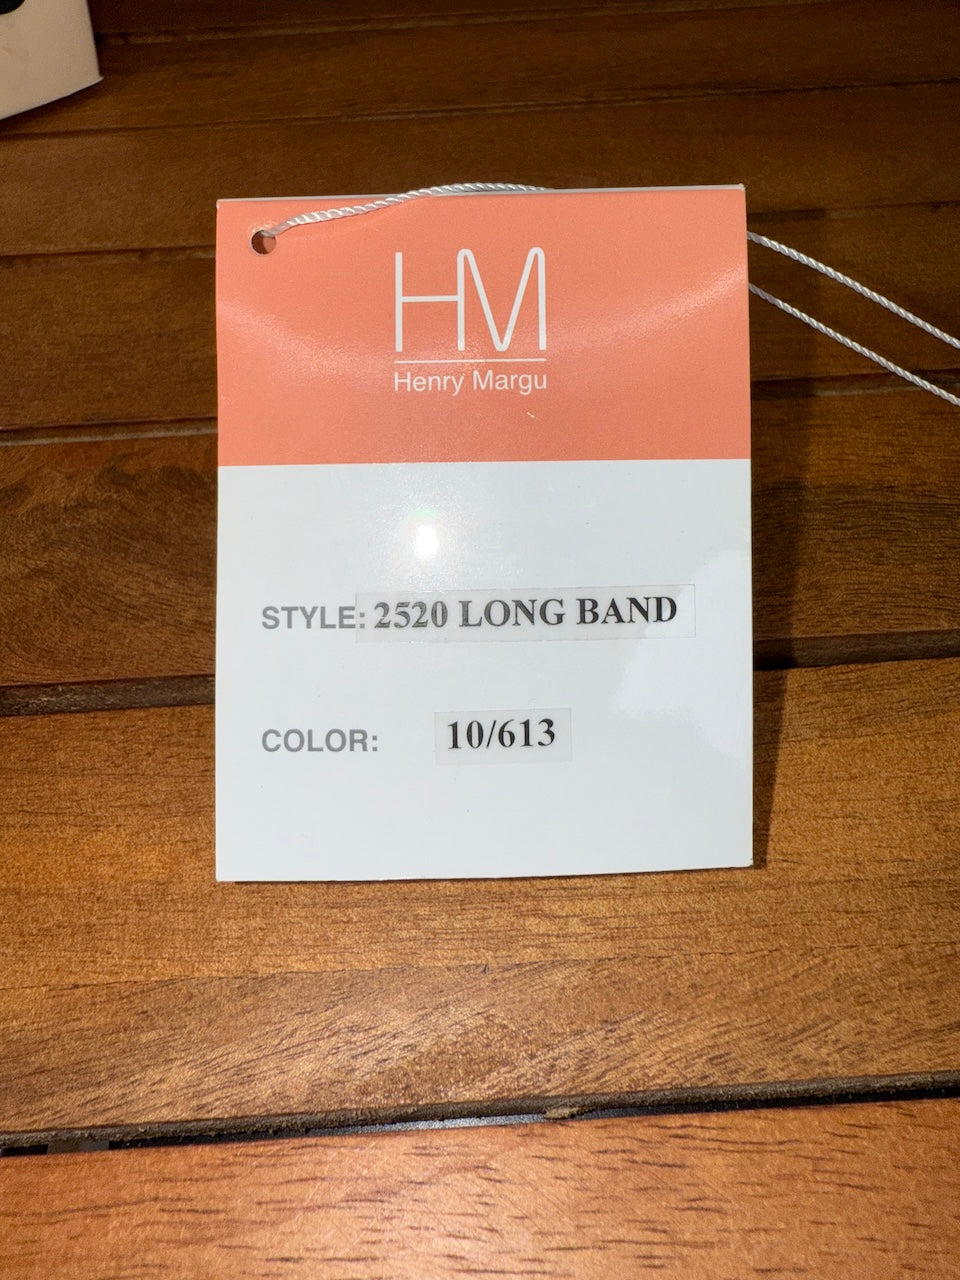 HM
Henry Margu
STYLE: 2520 LONG BAND
COLOR: 10/613